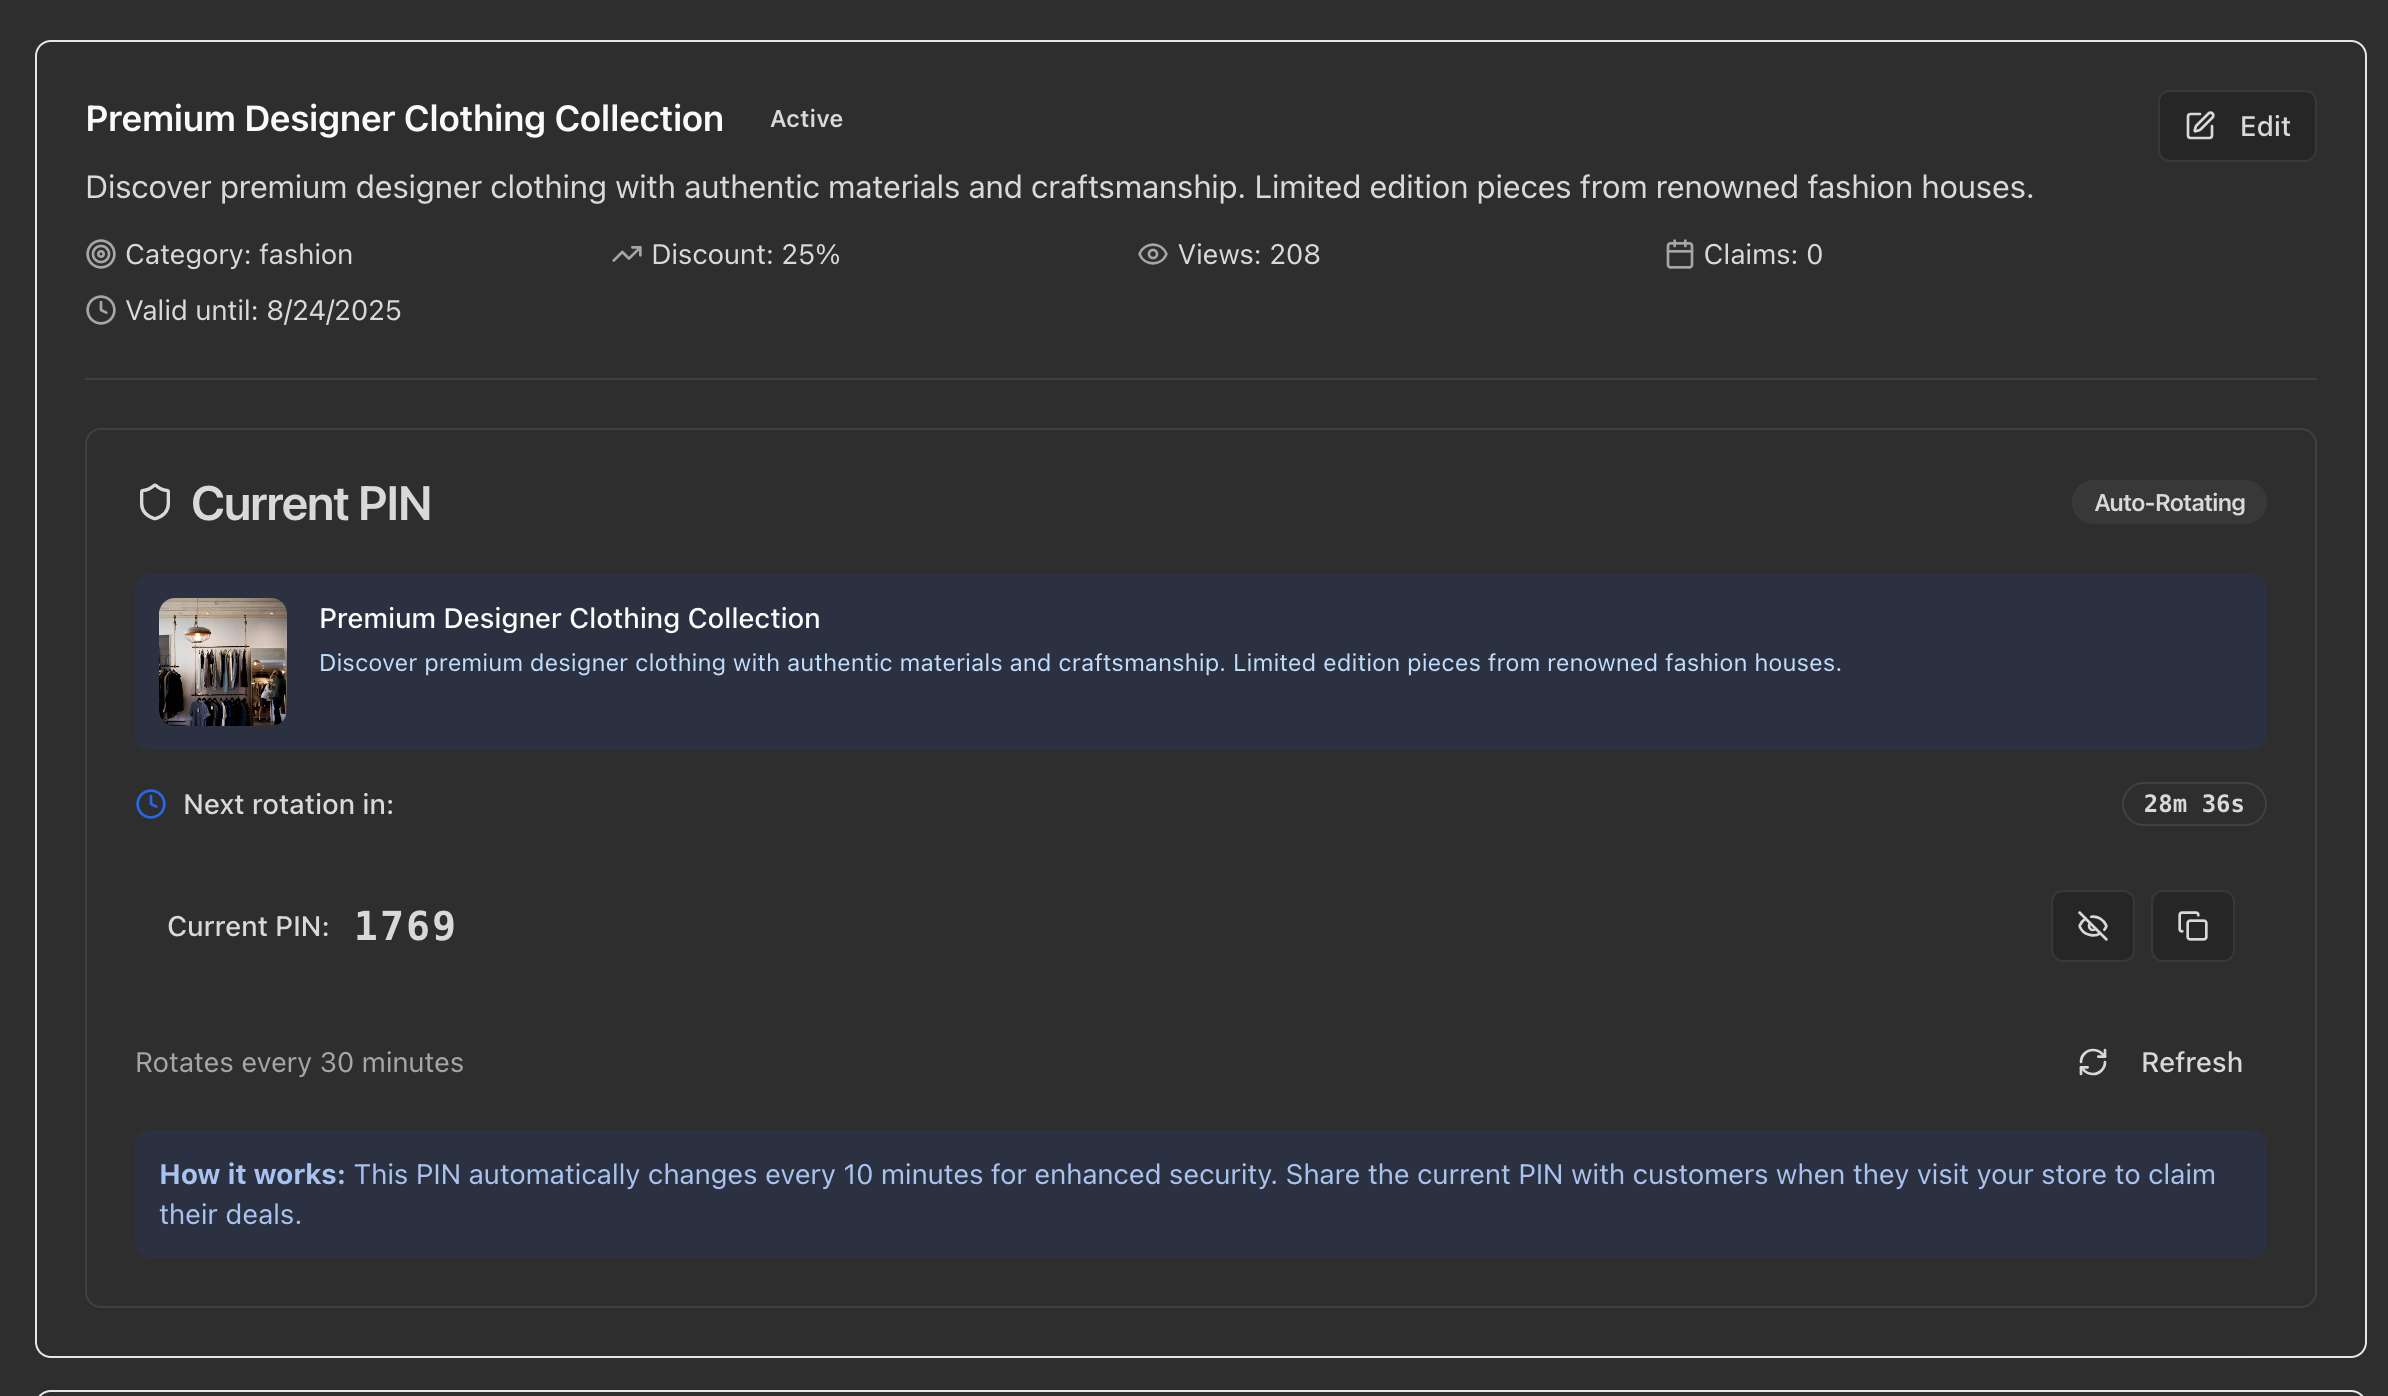 Premium Designer Clothing Collection Active
Edit
Discover premium designer clothing with authentic materials and craftsmanship. Limited edition pieces from renowned fashion houses.
Category: fashion Discount: 25% Views: 208 Claims: 0
Valid until: 8/24/2025
Current PIN
Auto-Rotating
Premium Designer Clothing Collection
Discover premium designer clothing with authentic materials and craftsmanship. Limited edition pieces from renowned fashion houses.
Next rotation in: 28m 36s
Current PIN: 1769
Rotates every 30 minutes
Refresh
How it works: This PIN automatically changes every 10 minutes for enhanced security. Share the current PIN with customers when they visit your store to claim
their deals.